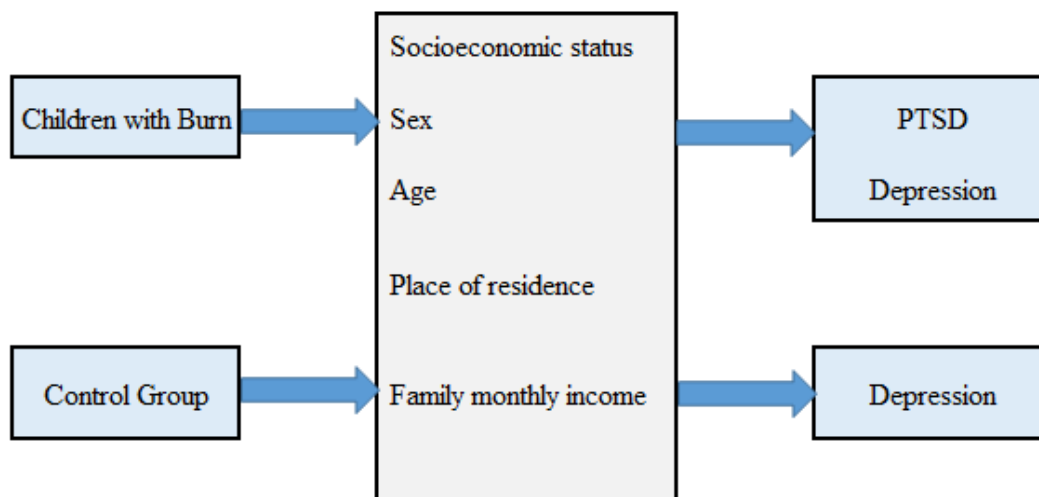 Children with Burn
Control Group
Socioeconomic status
Sex
Age
Place of residence
Family monthly income
PTSD
Depression
Depression